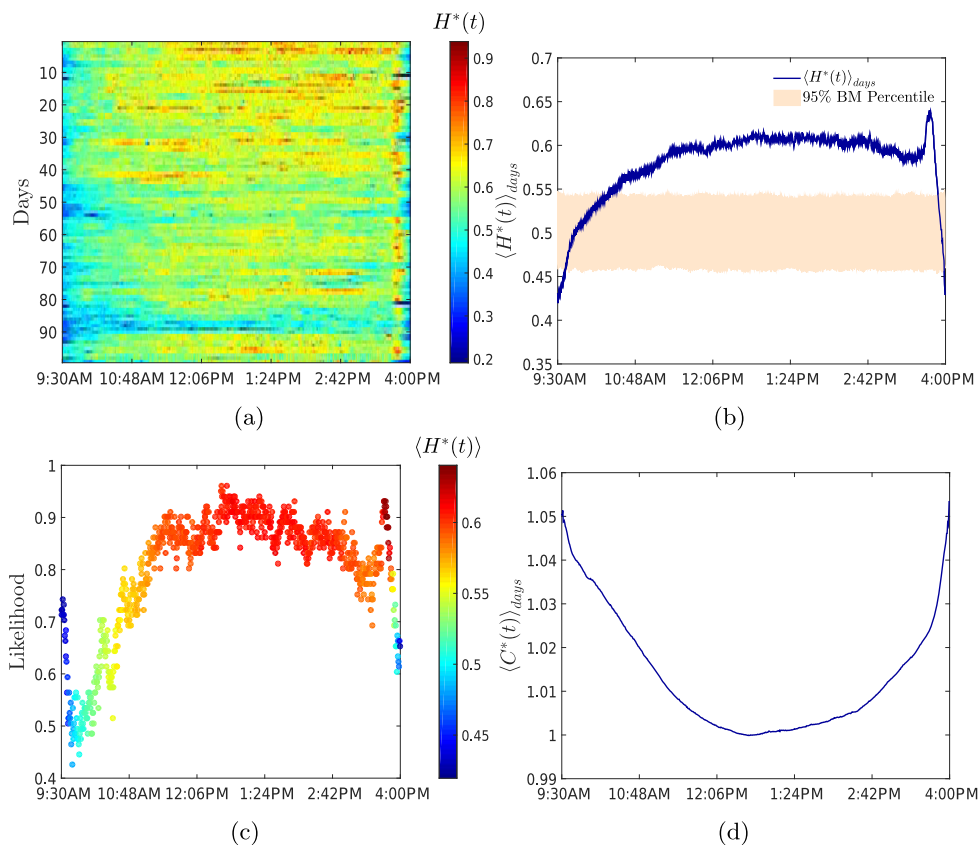 H*(t)
Days
10
20
30
40
50
60
70
80
90
9:30AM 10:48AM 12:06PM 1:24PM 2:42PM 4:00PM
0.9
0.8
0.7
0.6
0.5
0.4
0.3
0.2
(a)
⟨H*(t)⟩days
0.7
0.65
0.6
0.55
0.5
0.45
0.4
0.35
⟨H*(t)⟩days
95% BM Percentile
9:30AM 10:48AM 12:06PM 1:24PM 2:42PM 4:00PM
(b)
⟨H*(t)⟩
Likelihood
1
0.9
0.8
0.7
0.6
0.5
0.4
9:30AM 10:48AM 12:06PM 1:24PM 2:42PM 4:00PM
0.6
0.55
0.5
0.45
(c)
⟨C*(t)⟩days
1.06
1.05
1.04
1.03
1.02
1.01
1
0.99
9:30AM 10:48AM 12:06PM 1:24PM 2:42PM 4:00PM
(d)